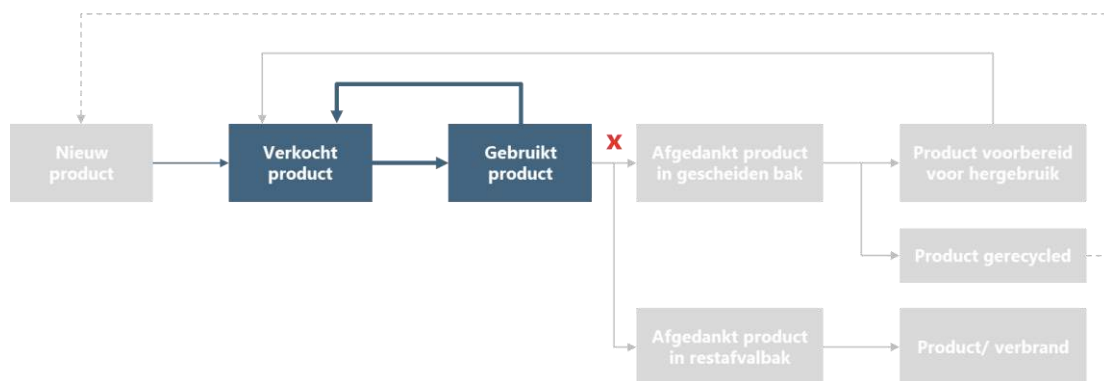 Nieuw
product
Verkocht
product
Gebruikt
product
X
Afgedankt product
in gescheiden bak
Product voorbereid
voor hergebruik
Product gerecycled
Afgedankt product
in restafvalbak
Product/ verbrand